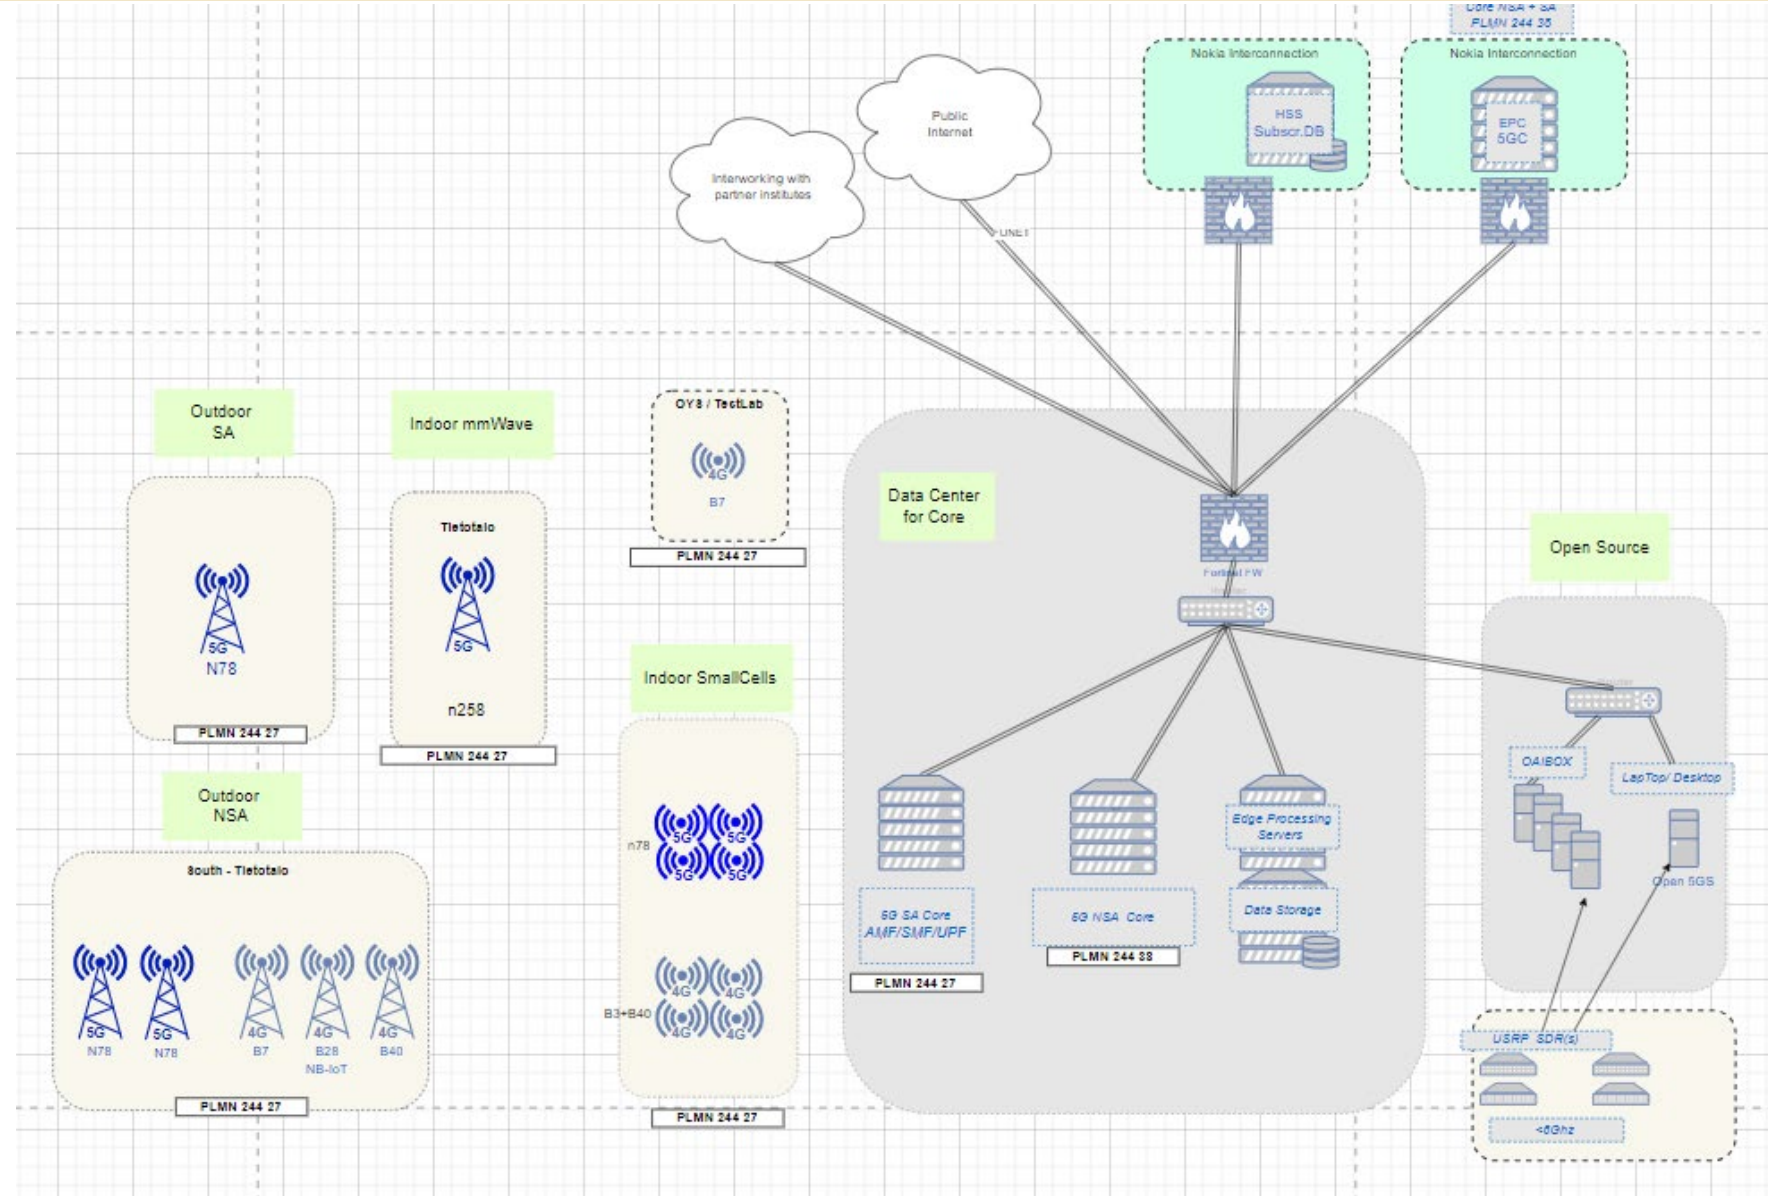 Core NSA + SA
PLMN 244 35
Nokia Interconnection
HSS
Subscr.DB
Nokia Interconnection
EPC
5GC
Public
Internet
Interworking with
partner institutes
Outdoor
SA
5G
N78
PLMN 244 27
Indoor mmWave
Tietotalo
5G
n258
PLMN 244 27
OY8 / TestLab
4G
B7
PLMN 244 27
Outdoor
NSA
South - Tietotalo
5G
N78
5G
N78
4G
B7
4G
B28
NB-IoT
4G
B40
PLMN 244 27
Indoor SmallCells
n78
5G
5G
5G
5G
B3+B40
4G
4G
4G
4G
PLMN 244 27
Data Center
for Core
Fortinet FW
5G SA Core
AMF/SMF/UPF
PLMN 244 27
5G NSA Core
PLMN 244 38
Edge Processing
Servers
Data Storage
Open Source
OAIBOX
LapTop/ Desktop
Open 5GS
USRP SDR(s)
<6Ghz